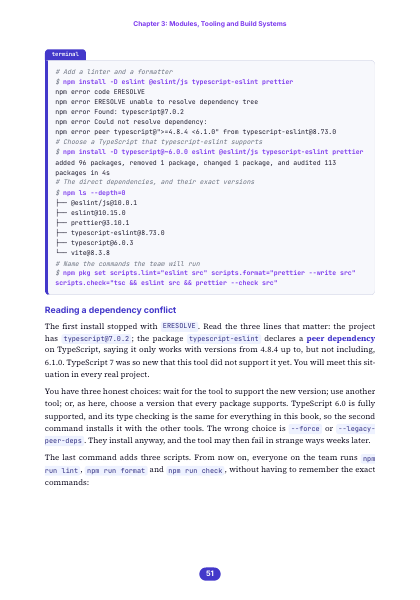 Chapter 3: Modules, Tooling and Build Systems
terminal
# Add a linter and a formatter
$ npm install -D eslint @eslint/js typescript-eslint prettier
npm error code ERESOLVE
npm error ERESOLVE unable to resolve dependency tree
npm error Found: typescript@7.0.2
npm error Could not resolve dependency:
npm error peer typescript@">=4.8.4 <6.1.0" from typescript-eslint@8.73.0
# Choose a TypeScript that typescript-eslint supports
$ npm install -D typescript@~6.0.0 eslint @eslint/js typescript-eslint prettier
added 96 packages, removed 1 package, changed 1 package, and audited 113
packages in 4s
# The direct dependencies, and their exact versions
$ npm ls --depth=0
├── @eslint/js@10.0.1
├── eslint@10.15.0
├── prettier@3.10.1
├── typescript-eslint@8.73.0
├── typescript@6.0.3
└── vite@8.3.8
# Name the commands the team will run
$ npm pkg set scripts.lint="eslint src" scripts.format="prettier --write src"
scripts.check="tsc && eslint src && prettier --check src"
Reading a dependency conflict
The first install stopped with ERESOLVE. Read the three lines that matter: the project
has typescript@7.0.2; the package typescript-eslint declares a peer dependency
on TypeScript, saying it only works with versions from 4.8.4 up to, but not including,
6.1.0. TypeScript 7 was so new that this tool did not support it yet. You will meet this sit-
uation in every real project.
You have three honest choices: wait for the tool to support the new version; use another
tool; or, as here, choose a version that every package supports. TypeScript 6.0 is fully
supported, and its type checking is the same for everything in this book, so the second
command installs it with the other tools. The wrong choice is --force or --legacy-
peer-deps. They install anyway, and the tool may then fail in strange ways weeks later.
The last command adds three scripts. From now on, everyone on the team runs npm
run lint, npm run format and npm run check, without having to remember the exact
commands:
51